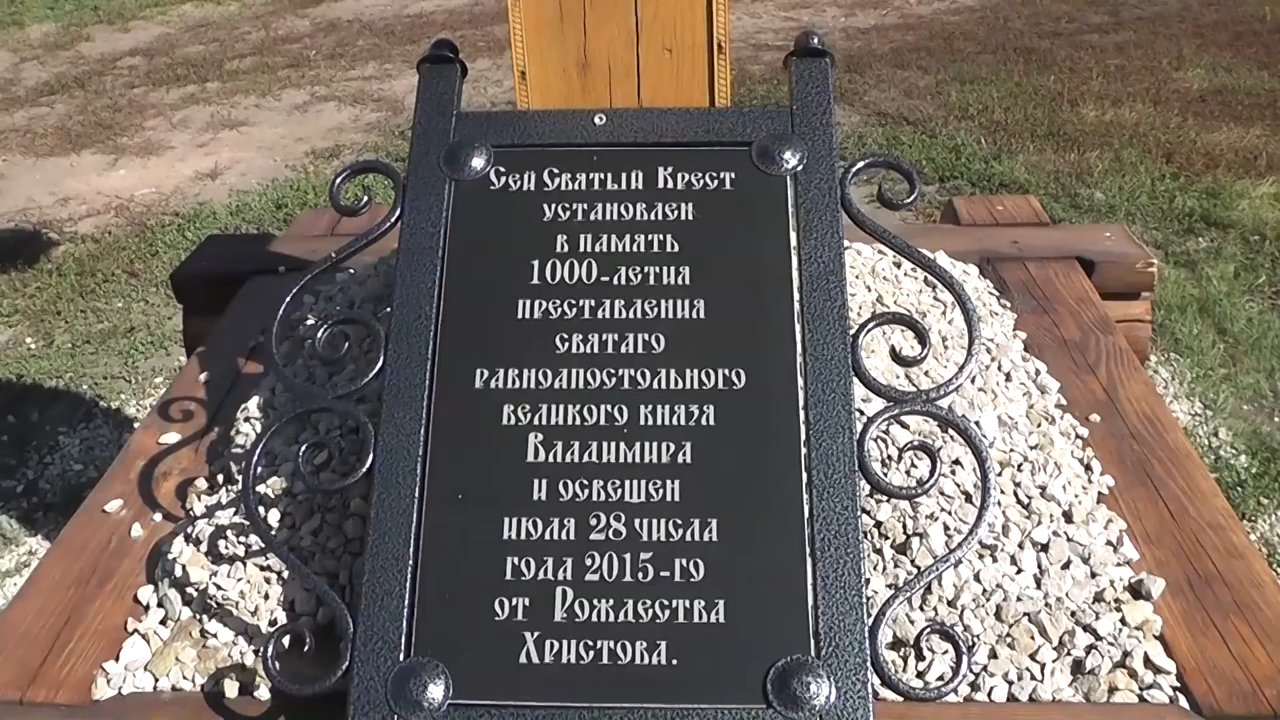 Сей Святый Крест
установлен
в память
1000-летия
преставления
святаго
равноапостольного
великого князя
Владимира
и освещен
июля 28 числа
года 2015-го
от Рождества
Христова.